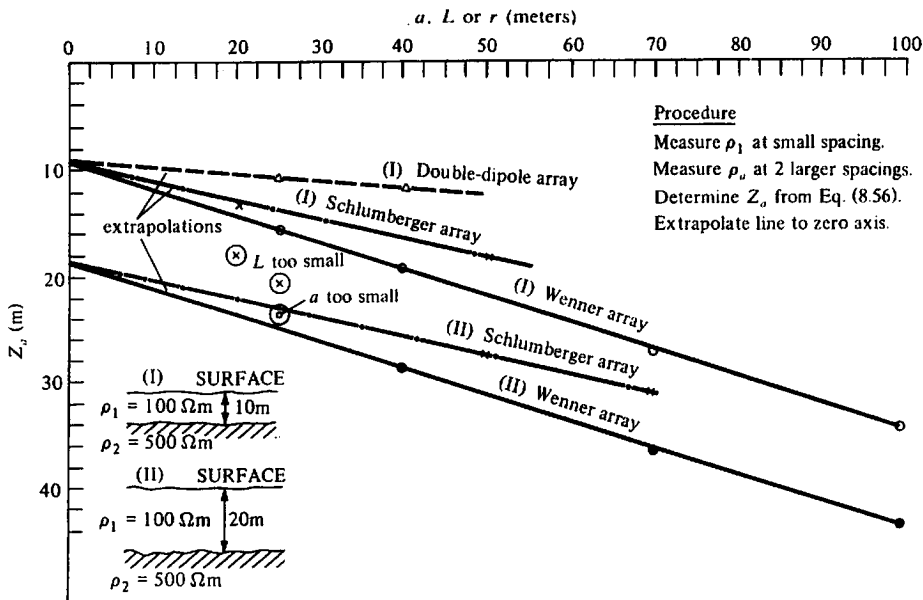 a, L or r (meters)
0 10 20 30 40 50 60 70 80 90 100
10
20
30
40
Z_a (m)
Procedure
Measure ρ₁ at small spacing.
Measure ρₐ at 2 larger spacings.
Determine Zₐ from Eq. (8.56).
Extrapolate line to zero axis.
(I) Double-dipole array
(I) Schlumberger array
extrapolations
L too small
a too small
(I) Wenner array
(II) Schlumberger array
(II) Wenner array
(I) SURFACE
ρ₁ = 100 Ωm 10m
ρ₂ = 500 Ωm
(II) SURFACE
ρ₁ = 100 Ωm 20m
ρ₂ = 500 Ωm